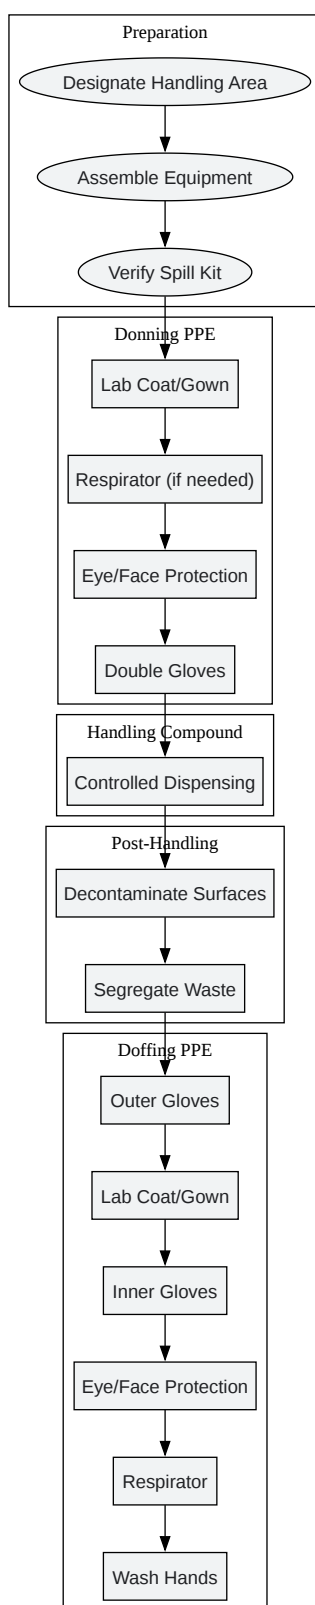 Preparation
Designate Handling Area
Assemble Equipment
Verify Spill Kit
Donning PPE
Lab Coat/Gown
Respirator (if needed)
Eye/Face Protection
Double Gloves
Handling Compound
Controlled Dispensing
Post-Handling
Decontaminate Surfaces
Segregate Waste
Doffing PPE
Outer Gloves
Lab Coat/Gown
Inner Gloves
Eye/Face Protection
Respirator
Wash Hands